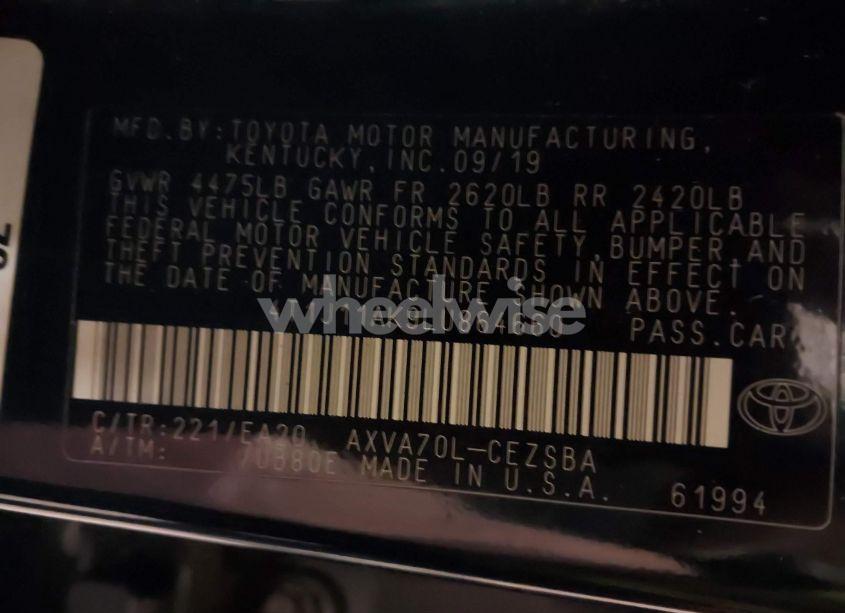 MFD.BY:TOYOTA MOTOR MANUFACTURING,
KENTUCKY,INC.09/19
GVWR 4475LB GAWR FR 2620LB RR 2420LB
THIS VEHICLE CONFORMS TO ALL APPLICABLE
FEDERAL MOTOR VEHICLE SAFETY,BUMPER,AND
THEFT PREVENTION STANDARDS IN EFFECT ON
THE DATE OF MANUFACTURE SHOWN ABOVE.
wheelwise
PASS.CAR
C/TR:221/EA20 AXVA70L-CEZSBA
A/TM: MADE IN U.S.A.
61994